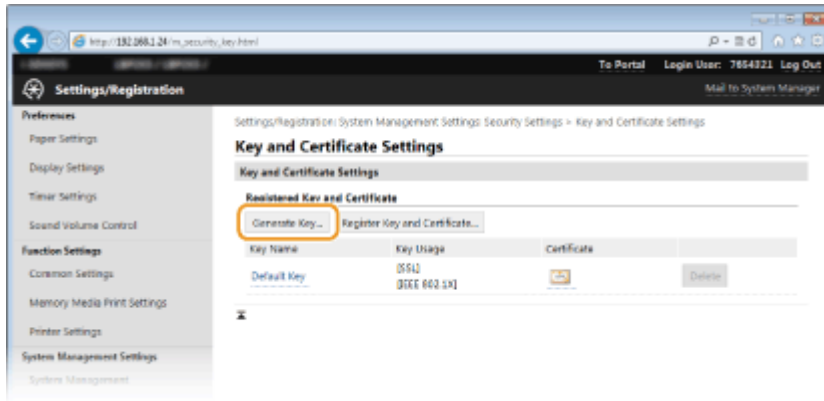 http://192.168.1.24/m_security_key.html
To Portal Login User: 7654321 Log Out
Settings/Registration
Mail to System Manager
Preferences
Paper Settings
Display Settings
Timer Settings
Sound Volume Control
Function Settings
Common Settings
Memory Media Print Settings
Printer Settings
System Management Settings
System Management
Settings/Registration: System Management Settings: Security Settings > Key and Certificate Settings
Key and Certificate Settings
Key and Certificate Settings
Registered Key and Certificate
Generate Key... Register Key and Certificate...
Key Name Key Usage Certificate
Default Key [SSL] Delete
[IEEE 802.1X]